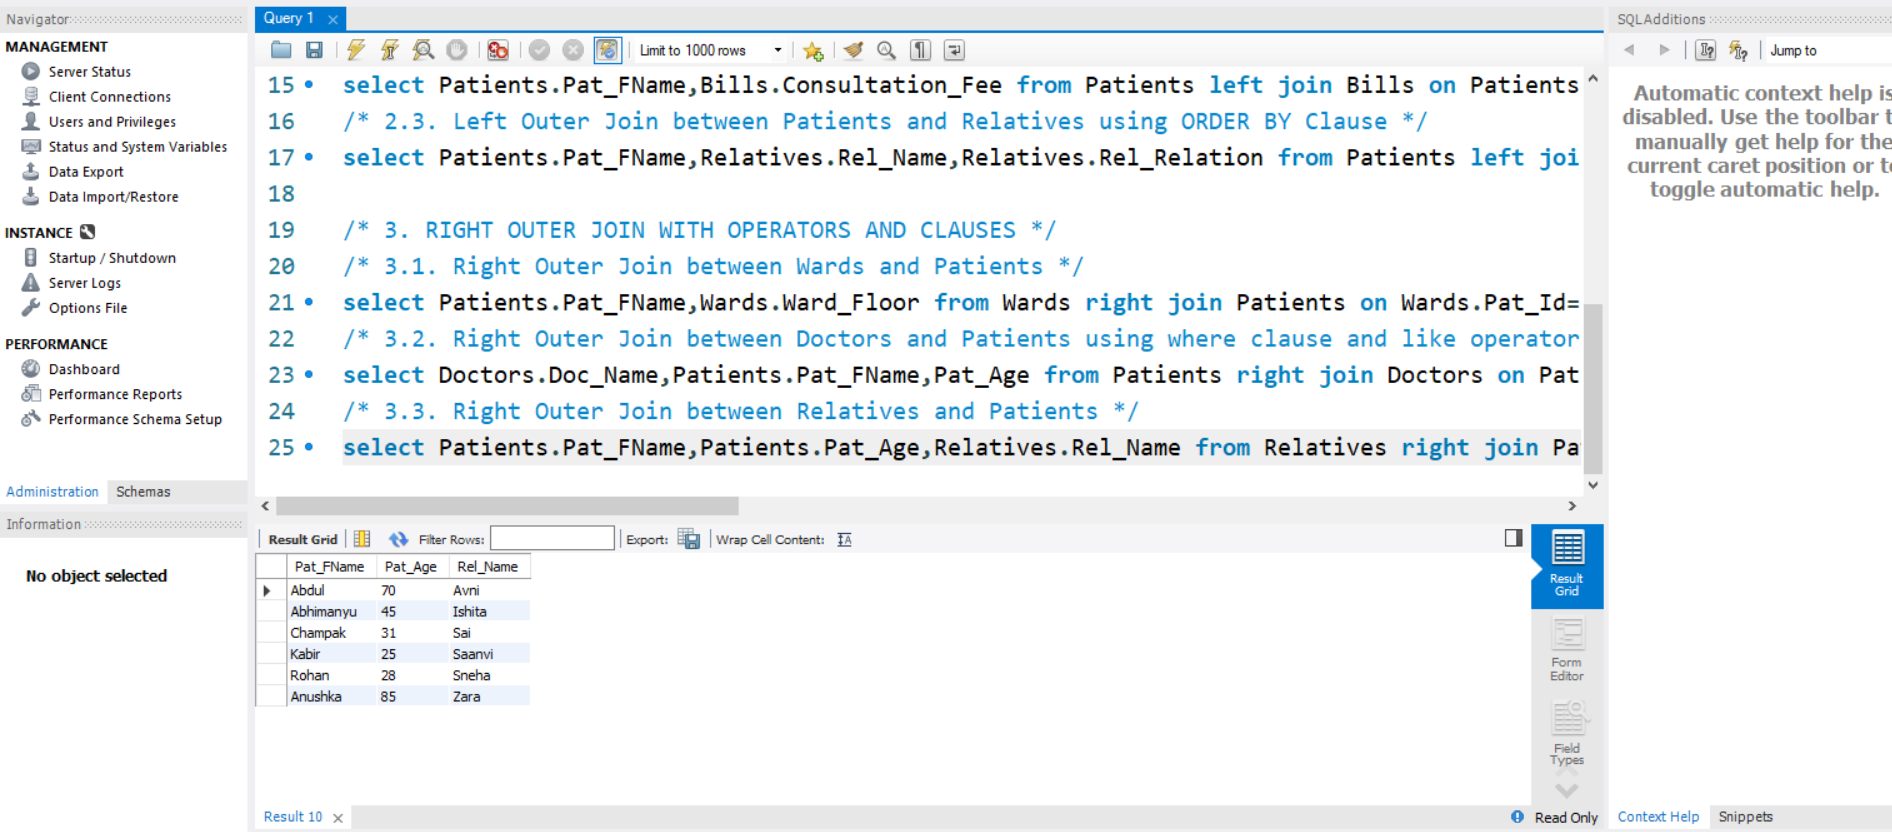 Navigator
MANAGEMENT
Server Status
Client Connections
Users and Privileges
Status and System Variables
Data Export
Data Import/Restore
INSTANCE
Startup / Shutdown
Server Logs
Options File
PERFORMANCE
Dashboard
Performance Reports
Performance Schema Setup
Administration Schemas
Information
No object selected
Query 1
Limit to 1000 rows
15 select Patients.Pat_FName,Bills.Consultation_Fee from Patients left join Bills on Patients
16 /* 2.3. Left Outer Join between Patients and Relatives using ORDER BY Clause */
17 select Patients.Pat_FName,Relatives.Rel_Name,Relatives.Rel_Relation from Patients left joi
18
19 /* 3. RIGHT OUTER JOIN WITH OPERATORS AND CLAUSES */
20 /* 3.1. Right Outer Join between Wards and Patients */
21 select Patients.Pat_FName,Wards.Ward_Floor from Wards right join Patients on Wards.Pat_Id=
22 /* 3.2. Right Outer Join between Doctors and Patients using where clause and like operator
23 select Doctors.Doc_Name,Patients.Pat_FName,Pat_Age from Patients right join Doctors on Pat
24 /* 3.3. Right Outer Join between Relatives and Patients */
25 select Patients.Pat_FName,Patients.Pat_Age,Relatives.Rel_Name from Relatives right join Pa
Result Grid Filter Rows: Export: Wrap Cell Content:
Pat_FName Pat_Age Rel_Name
Abdul 70 Avni
Abhimanyu 45 Ishita
Champak 31 Sai
Kabir 25 Saanvi
Rohan 28 Sneha
Anushka 85 Zara
Result
Grid
Form
Editor
Field
Types
Result 10
Read Only
SQLAdditions
Jump to
Automatic context help is
disabled. Use the toolbar t
manually get help for the
current caret position or to
toggle automatic help.
Context Help Snippets